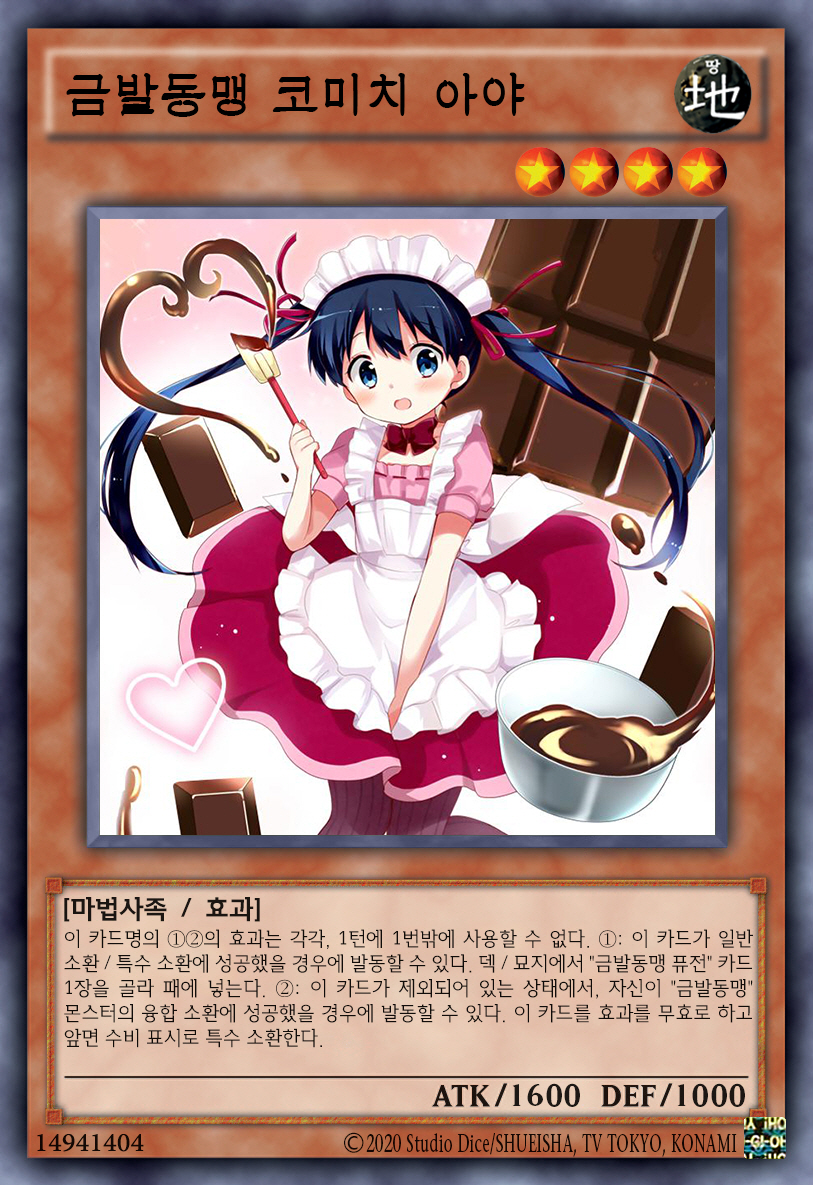 금발동맹 코미치 아야
땅
地
[마법사족 / 효과]
이 카드명의 ①②의 효과는 각각, 1턴에 1번밖에 사용할 수 없다. ①: 이 카드가 일반
소환 / 특수 소환에 성공했을 경우에 발동할 수 있다. 덱 / 묘지에서 "금발동맹 퓨전" 카드
1장을 골라 패에 넣는다. ②: 이 카드가 제외되어 있는 상태에서, 자신이 "금발동맹"
몬스터의 융합 소환에 성공했을 경우에 발동할 수 있다. 이 카드를 효과를 무효로 하고
앞면 수비 표시로 특수 소환한다.
ATK/1600 DEF/1000
14941404 ©2020 Studio Dice/SHUEISHA, TV TOKYO, KONAMI